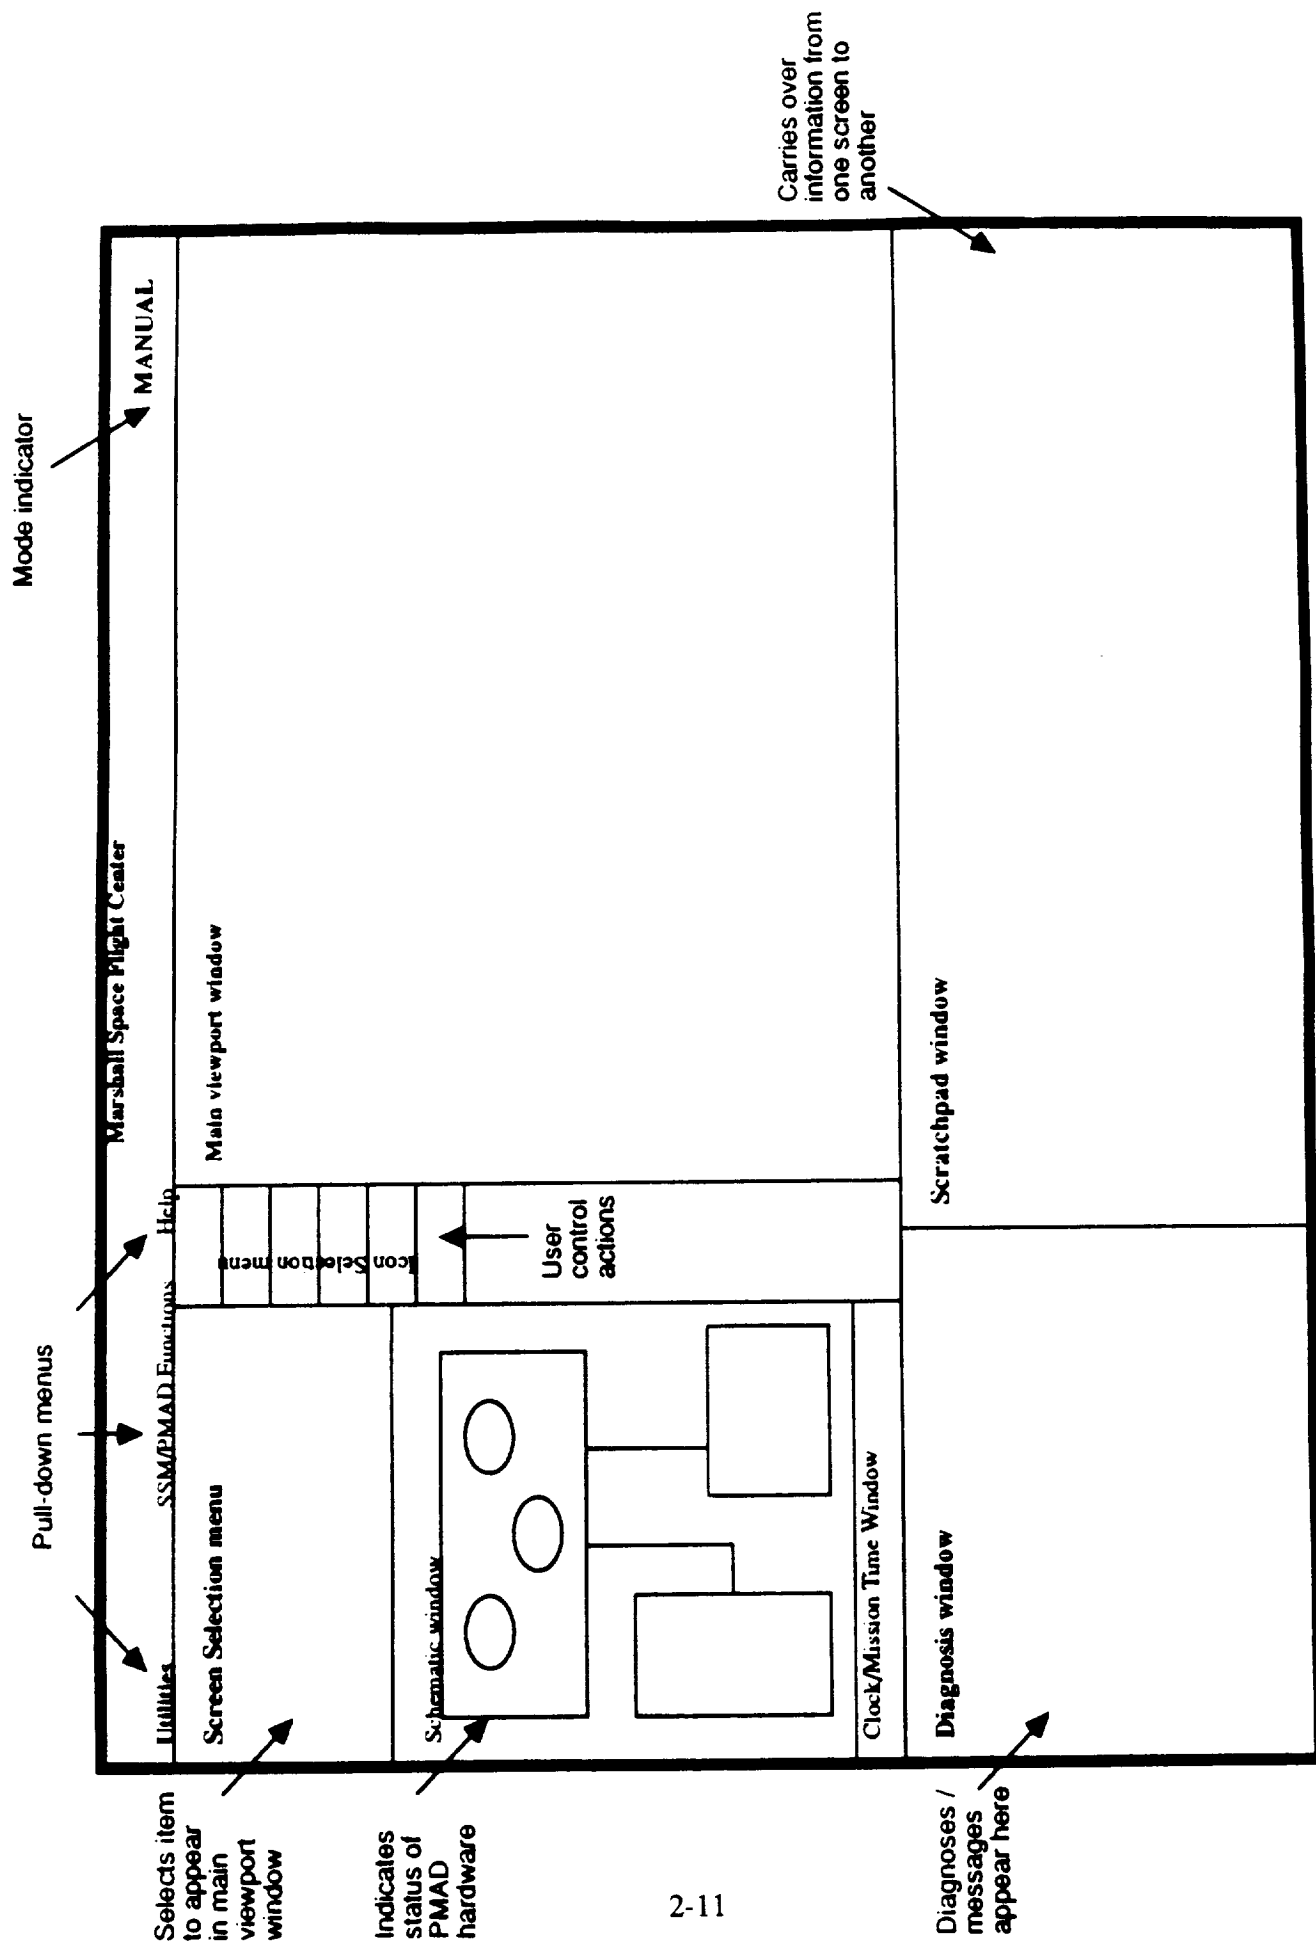 Pull-down menus
Mode indicator
Marshall Space Flight Center
Utilities SSM/PMAD Functions Help MANUAL
Selects item
to appear
in main
viewport
window
Screen Selection menu
Icon Selection menu
Main viewport window
Indicates
status of
PMAD
hardware
Schematic window
User
control
actions
Clock/Mission Time Window
Diagnosis window
Scratchpad window
Carries over
information from
one screen to
another
Diagnoses /
messages
appear here
2-11